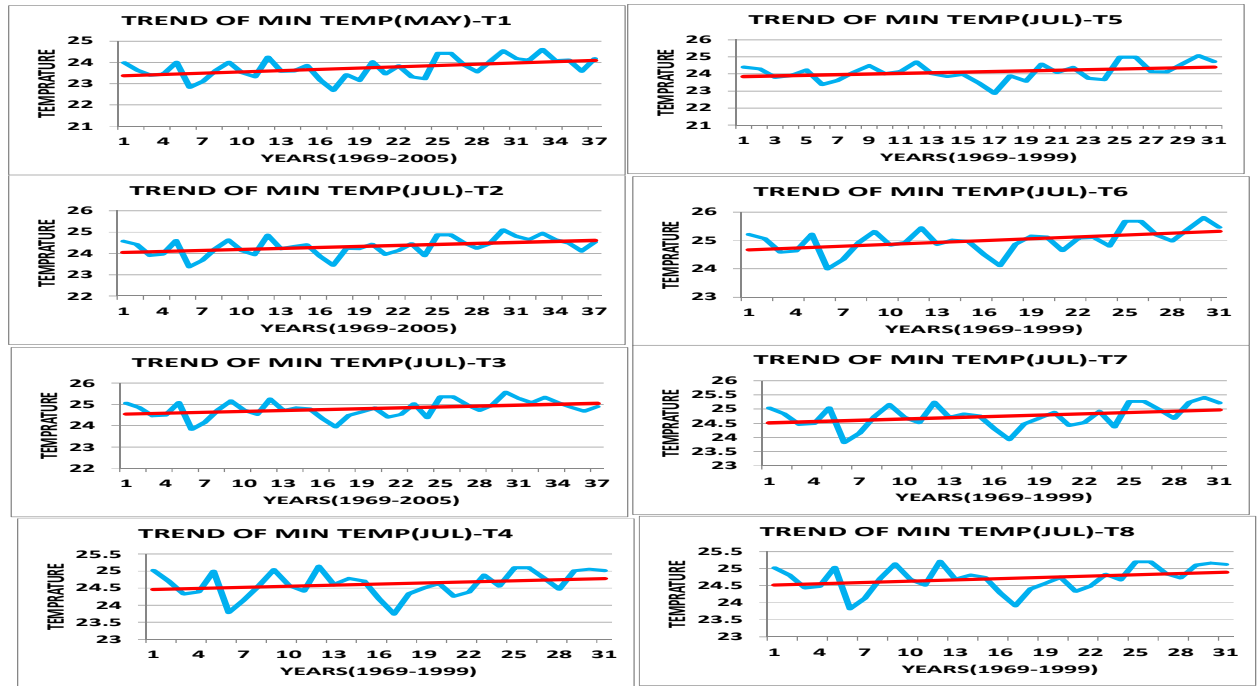 TREND OF MIN TEMP(MAY)-T1
TEMPRATURE
25
24
23
22
21
1 4 7 10 13 16 19 22 25 28 31 34 37
YEARS(1969-2005)
TREND OF MIN TEMP(JUL)-T5
TEMPRATURE
26
25
24
23
22
21
1 3 5 7 9 11 13 15 17 19 21 23 25 27 29 31
YEARS(1969-1999)
TREND OF MIN TEMP(JUL)-T2
TEMPRATURE
26
25
24
23
22
1 4 7 10 13 16 19 22 25 28 31 34 37
YEARS(1969-2005)
TREND OF MIN TEMP(JUL)-T6
TEMPRATURE
26
25
24
23
1 4 7 10 13 16 19 22 25 28 31
YEARS(1969-1999)
TREND OF MIN TEMP(JUL)-T3
TEMPRATURE
26
25
24
23
22
1 4 7 10 13 16 19 22 25 28 31 34 37
YEARS(1969-2005)
TREND OF MIN TEMP(JUL)-T7
TEMPRATURE
26
25.5
25
24.5
24
23.5
23
1 4 7 10 13 16 19 22 25 28 31
YEARS(1969-1999)
TREND OF MIN TEMP(JUL)-T4
TEMPRATURE
25.5
25
24.5
24
23.5
23
1 4 7 10 13 16 19 22 25 28 31
YEARS(1969-1999)
TREND OF MIN TEMP(JUL)-T8
TEMPRATURE
25.5
25
24.5
24
23.5
23
1 4 7 10 13 16 19 22 25 28 31
YEARS(1969-1999)